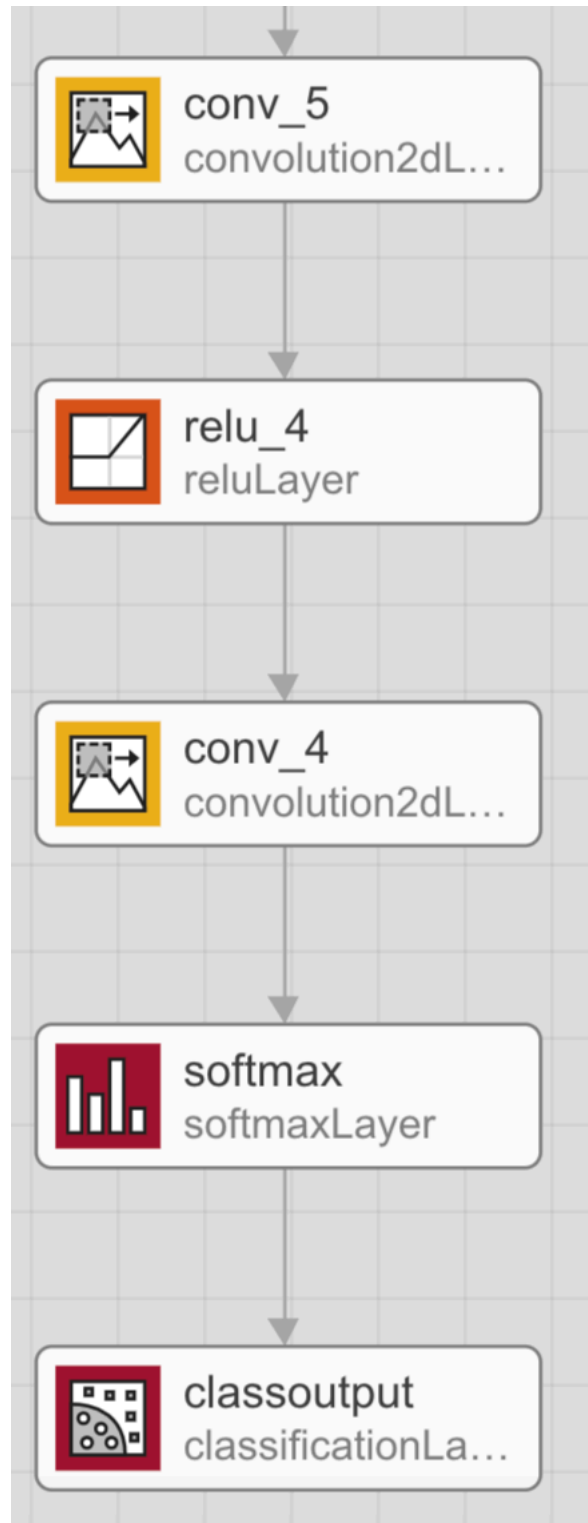 conv_5
convolution2dL...
relu_4
reluLayer
conv_4
convolution2dL...
softmax
softmaxLayer
classoutput
classificationLa...